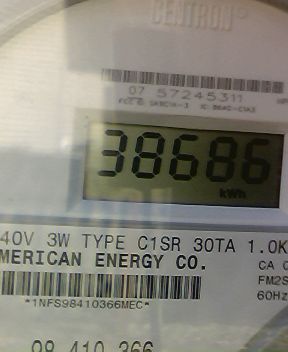 CENTRON®
07 57245311
38686
kWh
40V 3W TYPE C1SR 30TA 1.0K
MERICAN ENERGY CO.
CA 0
FM2S
60Hz
*1NFS98410366MEC*
98 410 366